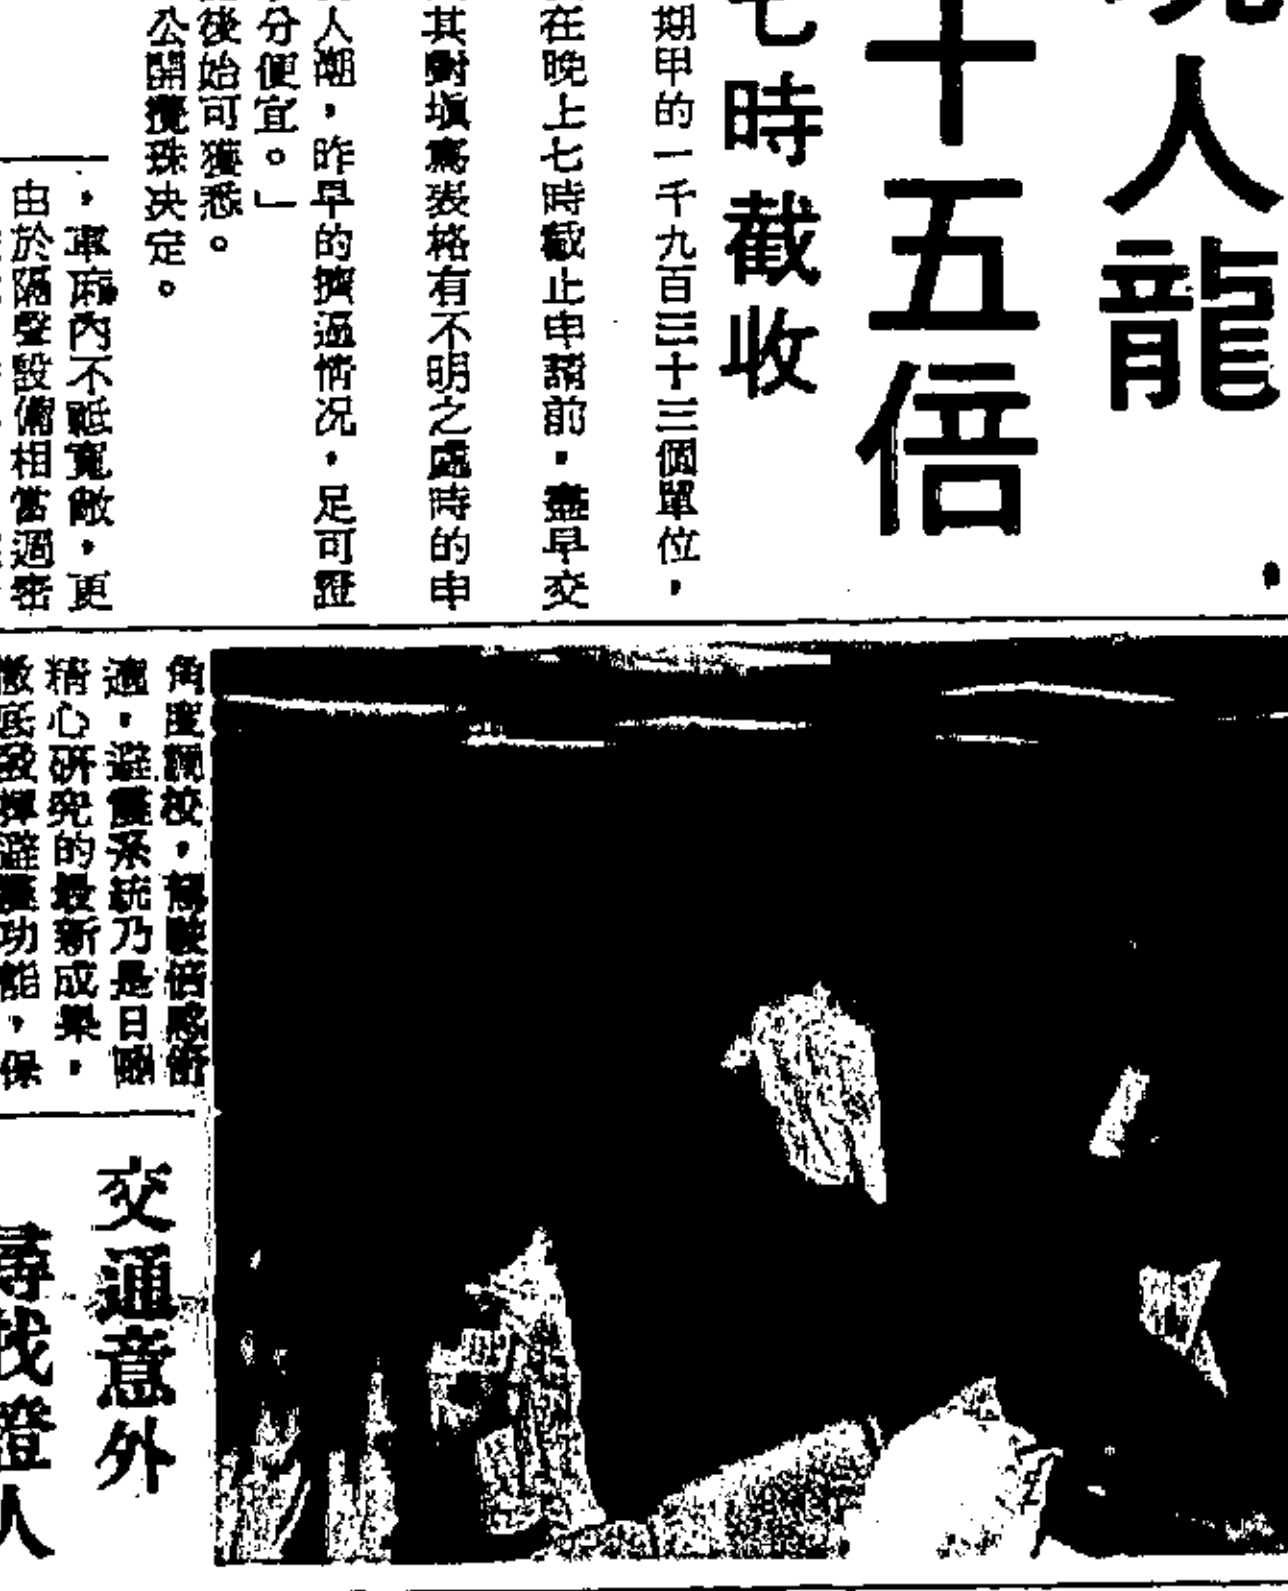 人龍
十五倍
七時截收
期甲的一千九百三十三個單位，
在晚上七時截止申請前，盡早交
其對填寫表格有不明之處時的申
人潮，昨早的擠逼情況，足可證
分便宜。」
後始可獲悉。
公開攪珠決定。
，車廂內不祗寬敞，更
由於隔聲設備相當週密
角度調校，駕駛倍感舒
適，避震系統乃是日
精心研究的最新成果，
徹底發揮避震功能，保
交通意外
尋找證人